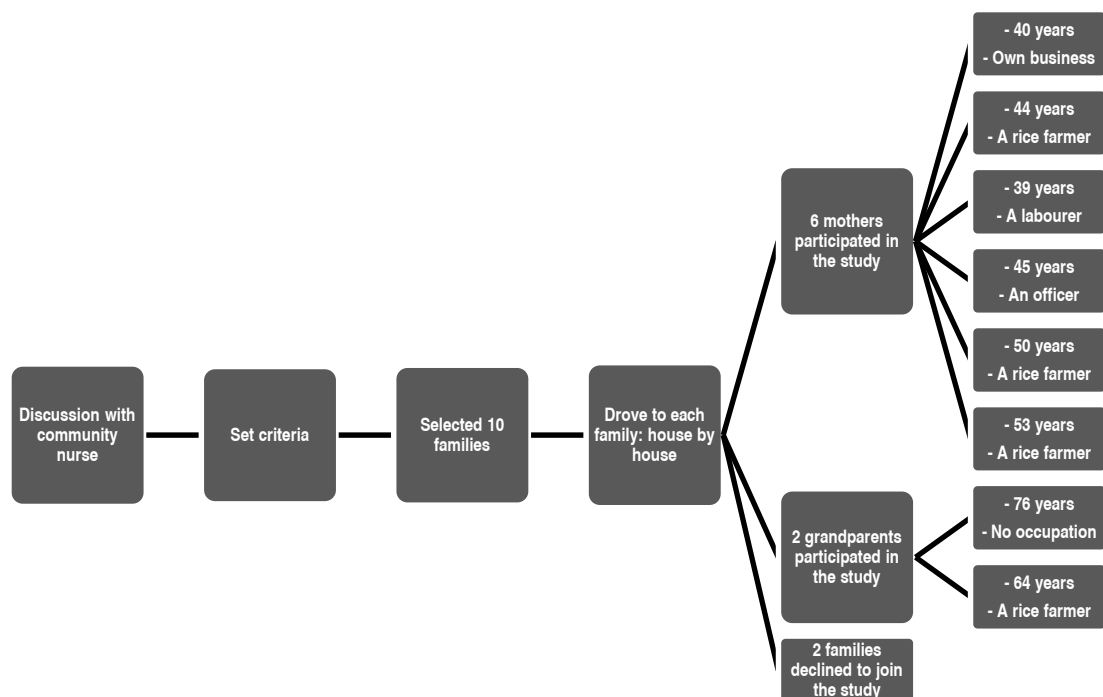 Discussion with
community
nurse
Set criteria
Selected 10
families
Drove to each
family: house by
house
6 mothers
participated in
the study
- 40 years
- Own business
- 44 years
- A rice farmer
- 39 years
- A labourer
- 45 years
- An officer
- 50 years
- A rice farmer
- 53 years
- A rice farmer
2 grandparents
participated in
the study
- 76 years
- No occupation
- 64 years
- A rice farmer
2 families
declined to join
the study